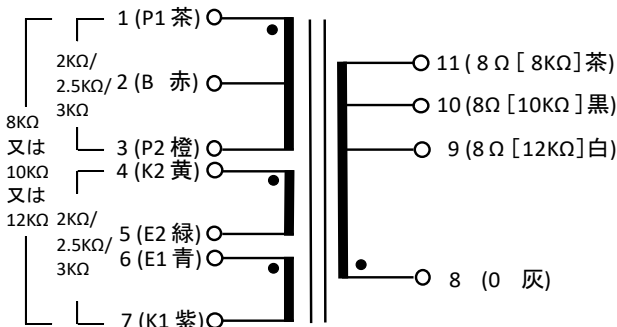 1 (P1 茶)
2KΩ/
2.5KΩ/
3KΩ
2 (B 赤)
3 (P2 橙)
8KΩ
又は
10KΩ
又は
12KΩ
4 (K2 黄)
2KΩ/
2.5KΩ/
3KΩ
5 (E2 緑)
6 (E1 青)
7 (K1 紫)
11 ( 8 Ω [ 8KΩ] 茶)
10 (8Ω [10KΩ ] 黒)
9 (8 Ω [12KΩ] 白)
8 (0 灰)